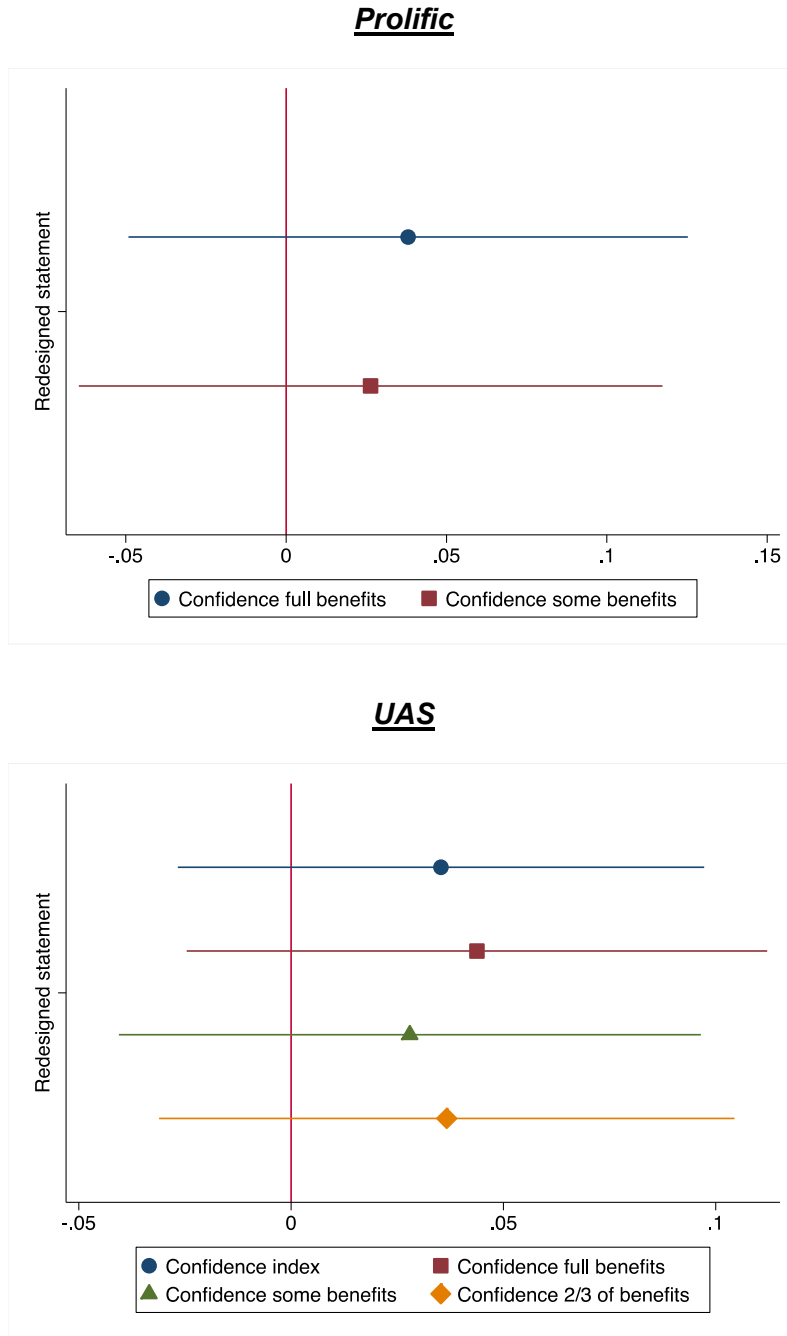 Prolific
Redesigned statement
-.05 0 .05 .1 .15
Confidence full benefits Confidence some benefits
UAS
Redesigned statement
-.05 0 .05 .1
Confidence index Confidence full benefits
Confidence some benefits Confidence 2/3 of benefits